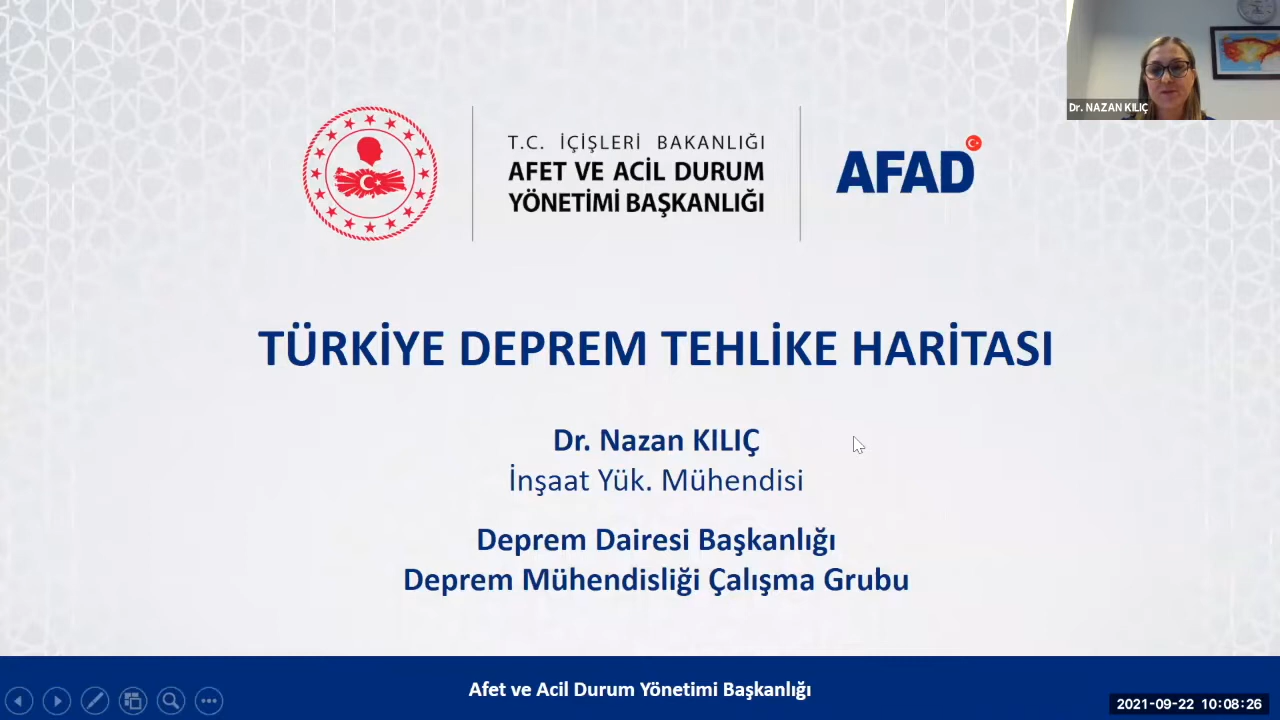 Dr. NAZAN KILIÇ
T.C. İÇİŞLERİ BAKANLIĞI
AFET VE ACİL DURUM
YÖNETİMİ BAŞKANLIĞI
AFAD
TÜRKİYE DEPREM TEHLİKE HARİTASI
Dr. Nazan KILIÇ
İnşaat Yük. Mühendisi
Deprem Dairesi Başkanlığı
Deprem Mühendisliği Çalışma Grubu
Afet ve Acil Durum Yönetimi Başkanlığı
2021-09-22 10:08:26